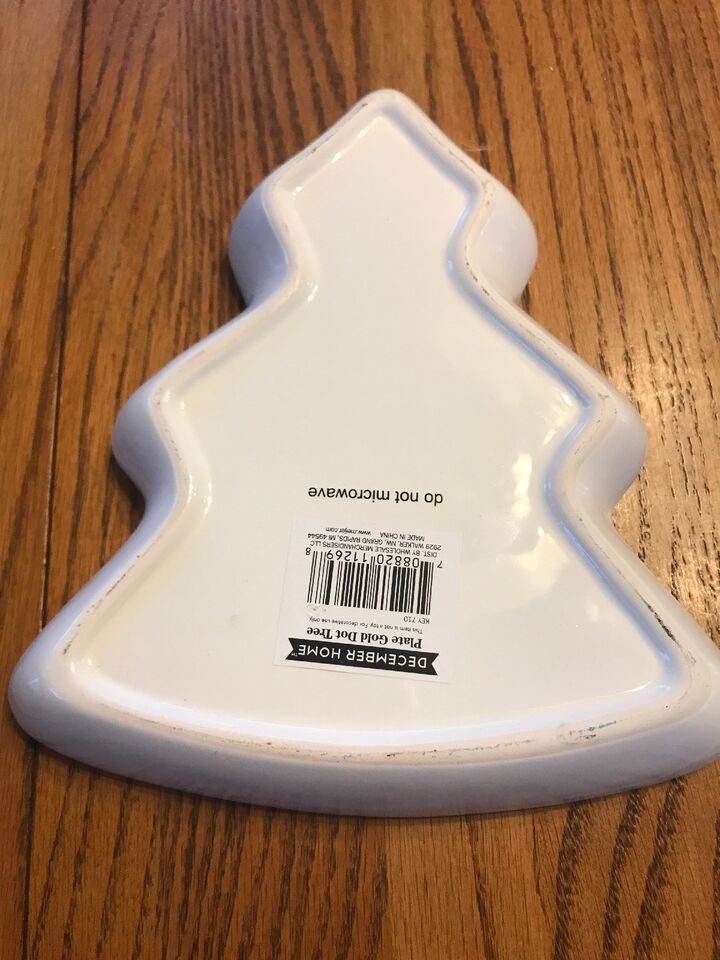 DECEMBER HOME™
Plate Gold Dot Tree
This item is not a toy. For decorative use only.
KEY 710
7 08820 11269 8
DIST. BY WHOLESALE MERCHANDISERS LLC
2929 WALKER, NW, GRAND RAPIDS, MI 49544
MADE IN CHINA www.meijer.com
do not microwave